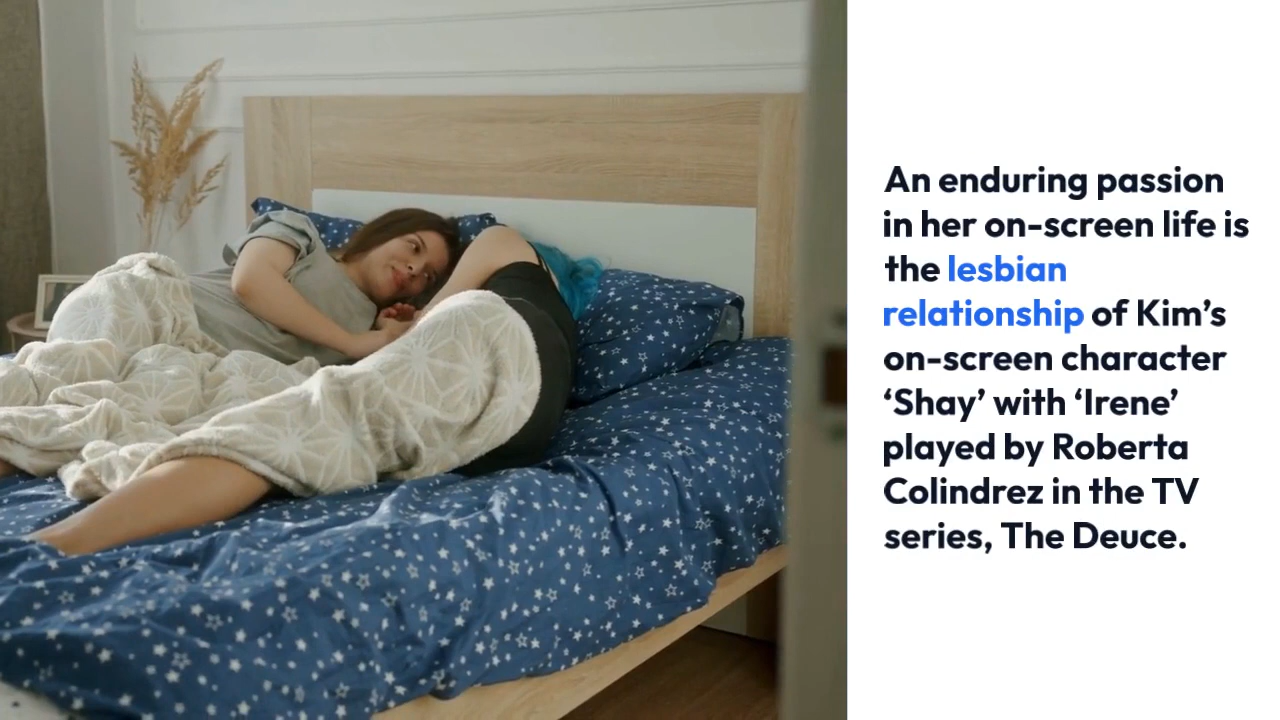 An enduring passion
in her on-screen life is
the lesbian
relationship of Kim’s
on-screen character
‘Shay’ with ‘Irene’
played by Roberta
Colindrez in the TV
series, The Deuce.